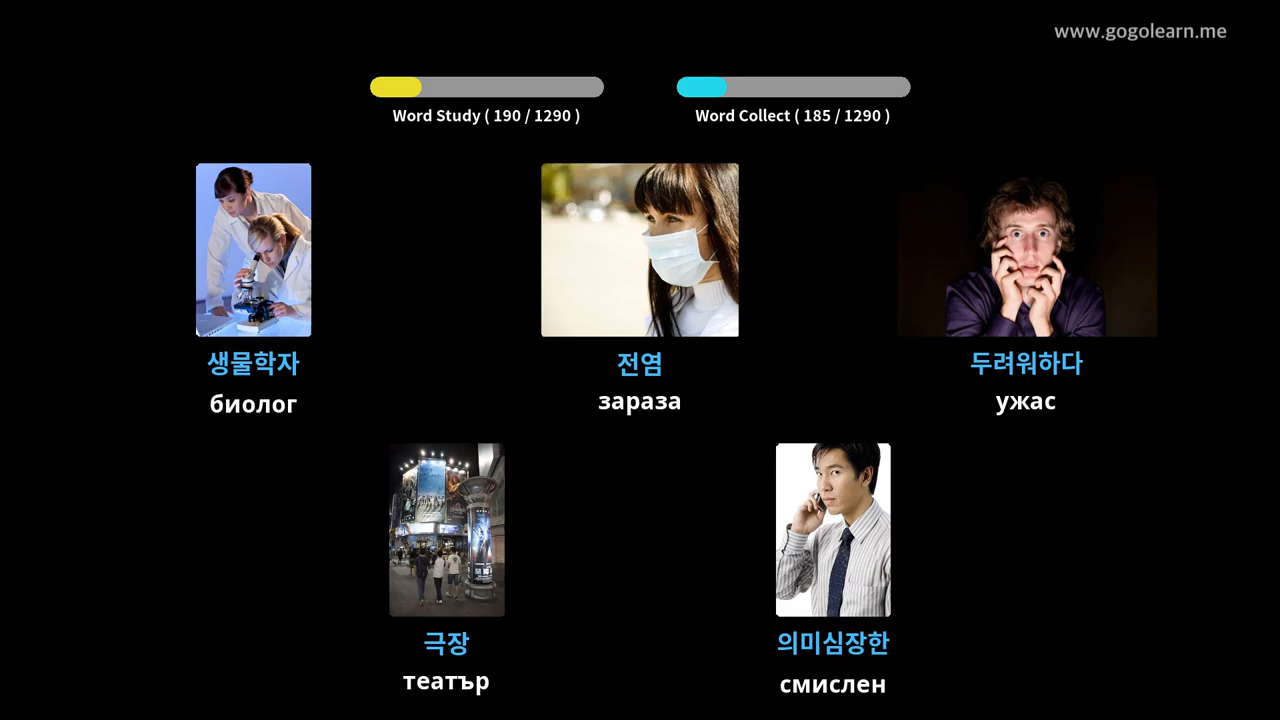 www.gogolearn.me
Word Study ( 190 / 1290 )
Word Collect ( 185 / 1290 )
생물학자
биолог
전염
зараза
두려워하다
ужас
극장
театър
의미심장한
смислен